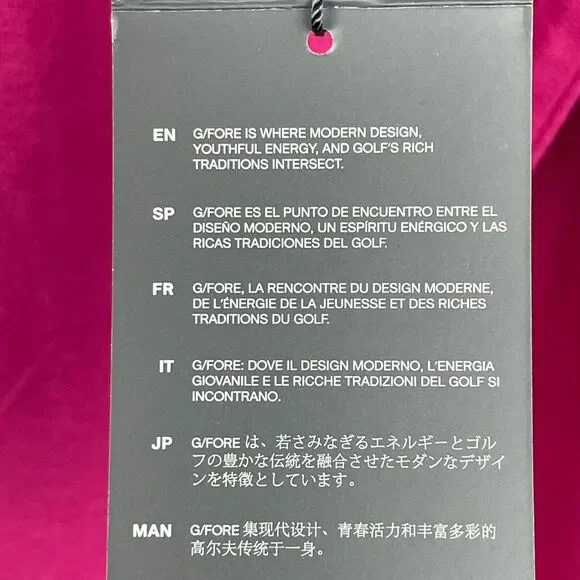 EN G/FORE IS WHERE MODERN DESIGN,
YOUTHFUL ENERGY, AND GOLF'S RICH
TRADITIONS INTERSECT.
SP G/FORE ES EL PUNTO DE ENCUENTRO ENTRE EL
DISEÑO MODERNO, UN ESPÍRITU ENÉRGICO Y LAS
RICAS TRADICIONES DEL GOLF.
FR G/FORE, LA RENCONTRE DU DESIGN MODERNE,
DE L'ÉNERGIE DE LA JEUNESSE ET DES RICHES
TRADITIONS DU GOLF.
IT G/FORE: DOVE IL DESIGN MODERNO, L'ENERGIA
GIOVANILE E LE RICCHE TRADIZIONI DEL GOLF SI
INCONTRANO.
JP G/FORE は、若さみなぎるエネルギーとゴル
フの豊かな伝統を融合させたモダンなデザイ
ンを特徴としています。
MAN G/FORE 集现代设计、青春活力和丰富多彩的
高尔夫传统于一身。